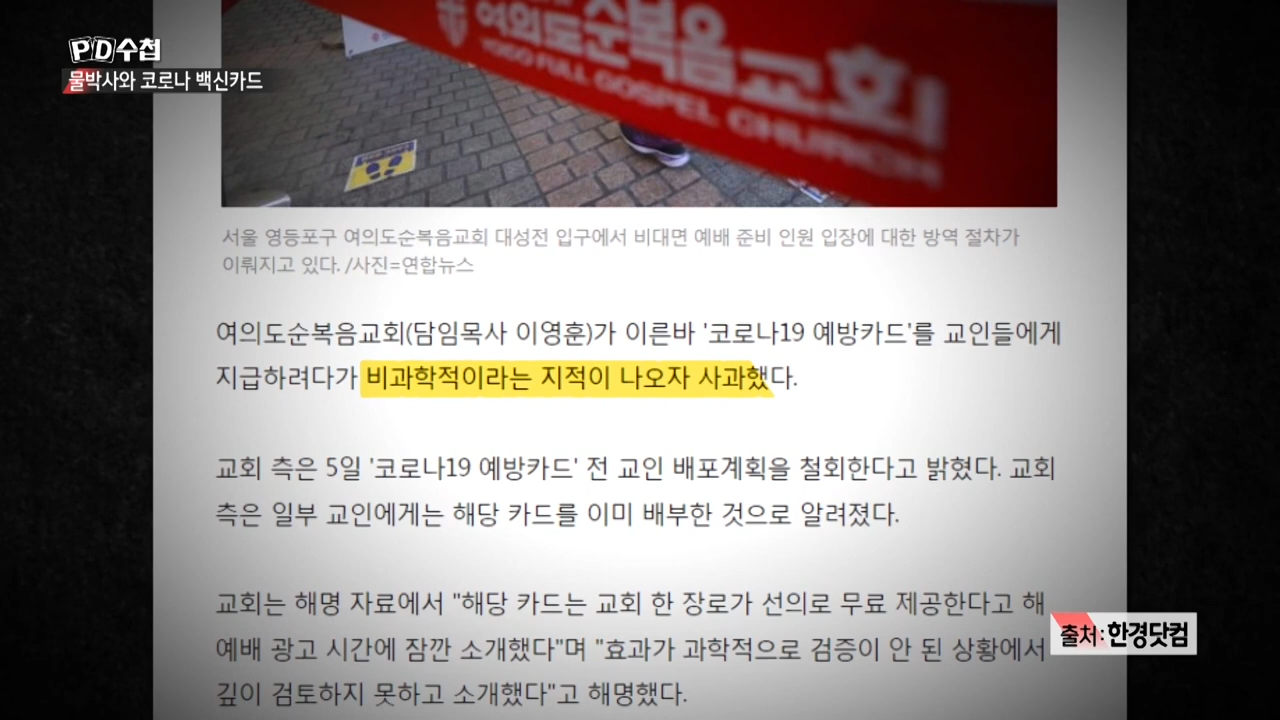 PD수첩
물박사와 코로나 백신카드
여의도순복음교회
YOIDO FULL GOSPEL CHURCH
서울 영등포구 여의도순복음교회 대성전 입구에서 비대면 예배 준비 인원 입장에 대한 방역 절차가
이뤄지고 있다. /사진=연합뉴스
여의도순복음교회(담임목사 이영훈)가 이른바 '코로나19 예방카드'를 교인들에게
지급하려다가 비과학적이라는 지적이 나오자 사과했다.
교회 측은 5일 '코로나19 예방카드' 전 교인 배포계획을 철회한다고 밝혔다. 교회
측은 일부 교인에게는 해당 카드를 이미 배부한 것으로 알려졌다.
교회는 해명 자료에서 "해당 카드는 교회 한 장로가 선의로 무료 제공한다고 해
예배 광고 시간에 잠깐 소개했다"며 "효과가 과학적으로 검증이 안 된 상황에서
깊이 검토하지 못하고 소개했다"고 해명했다.
출처:한경닷컴